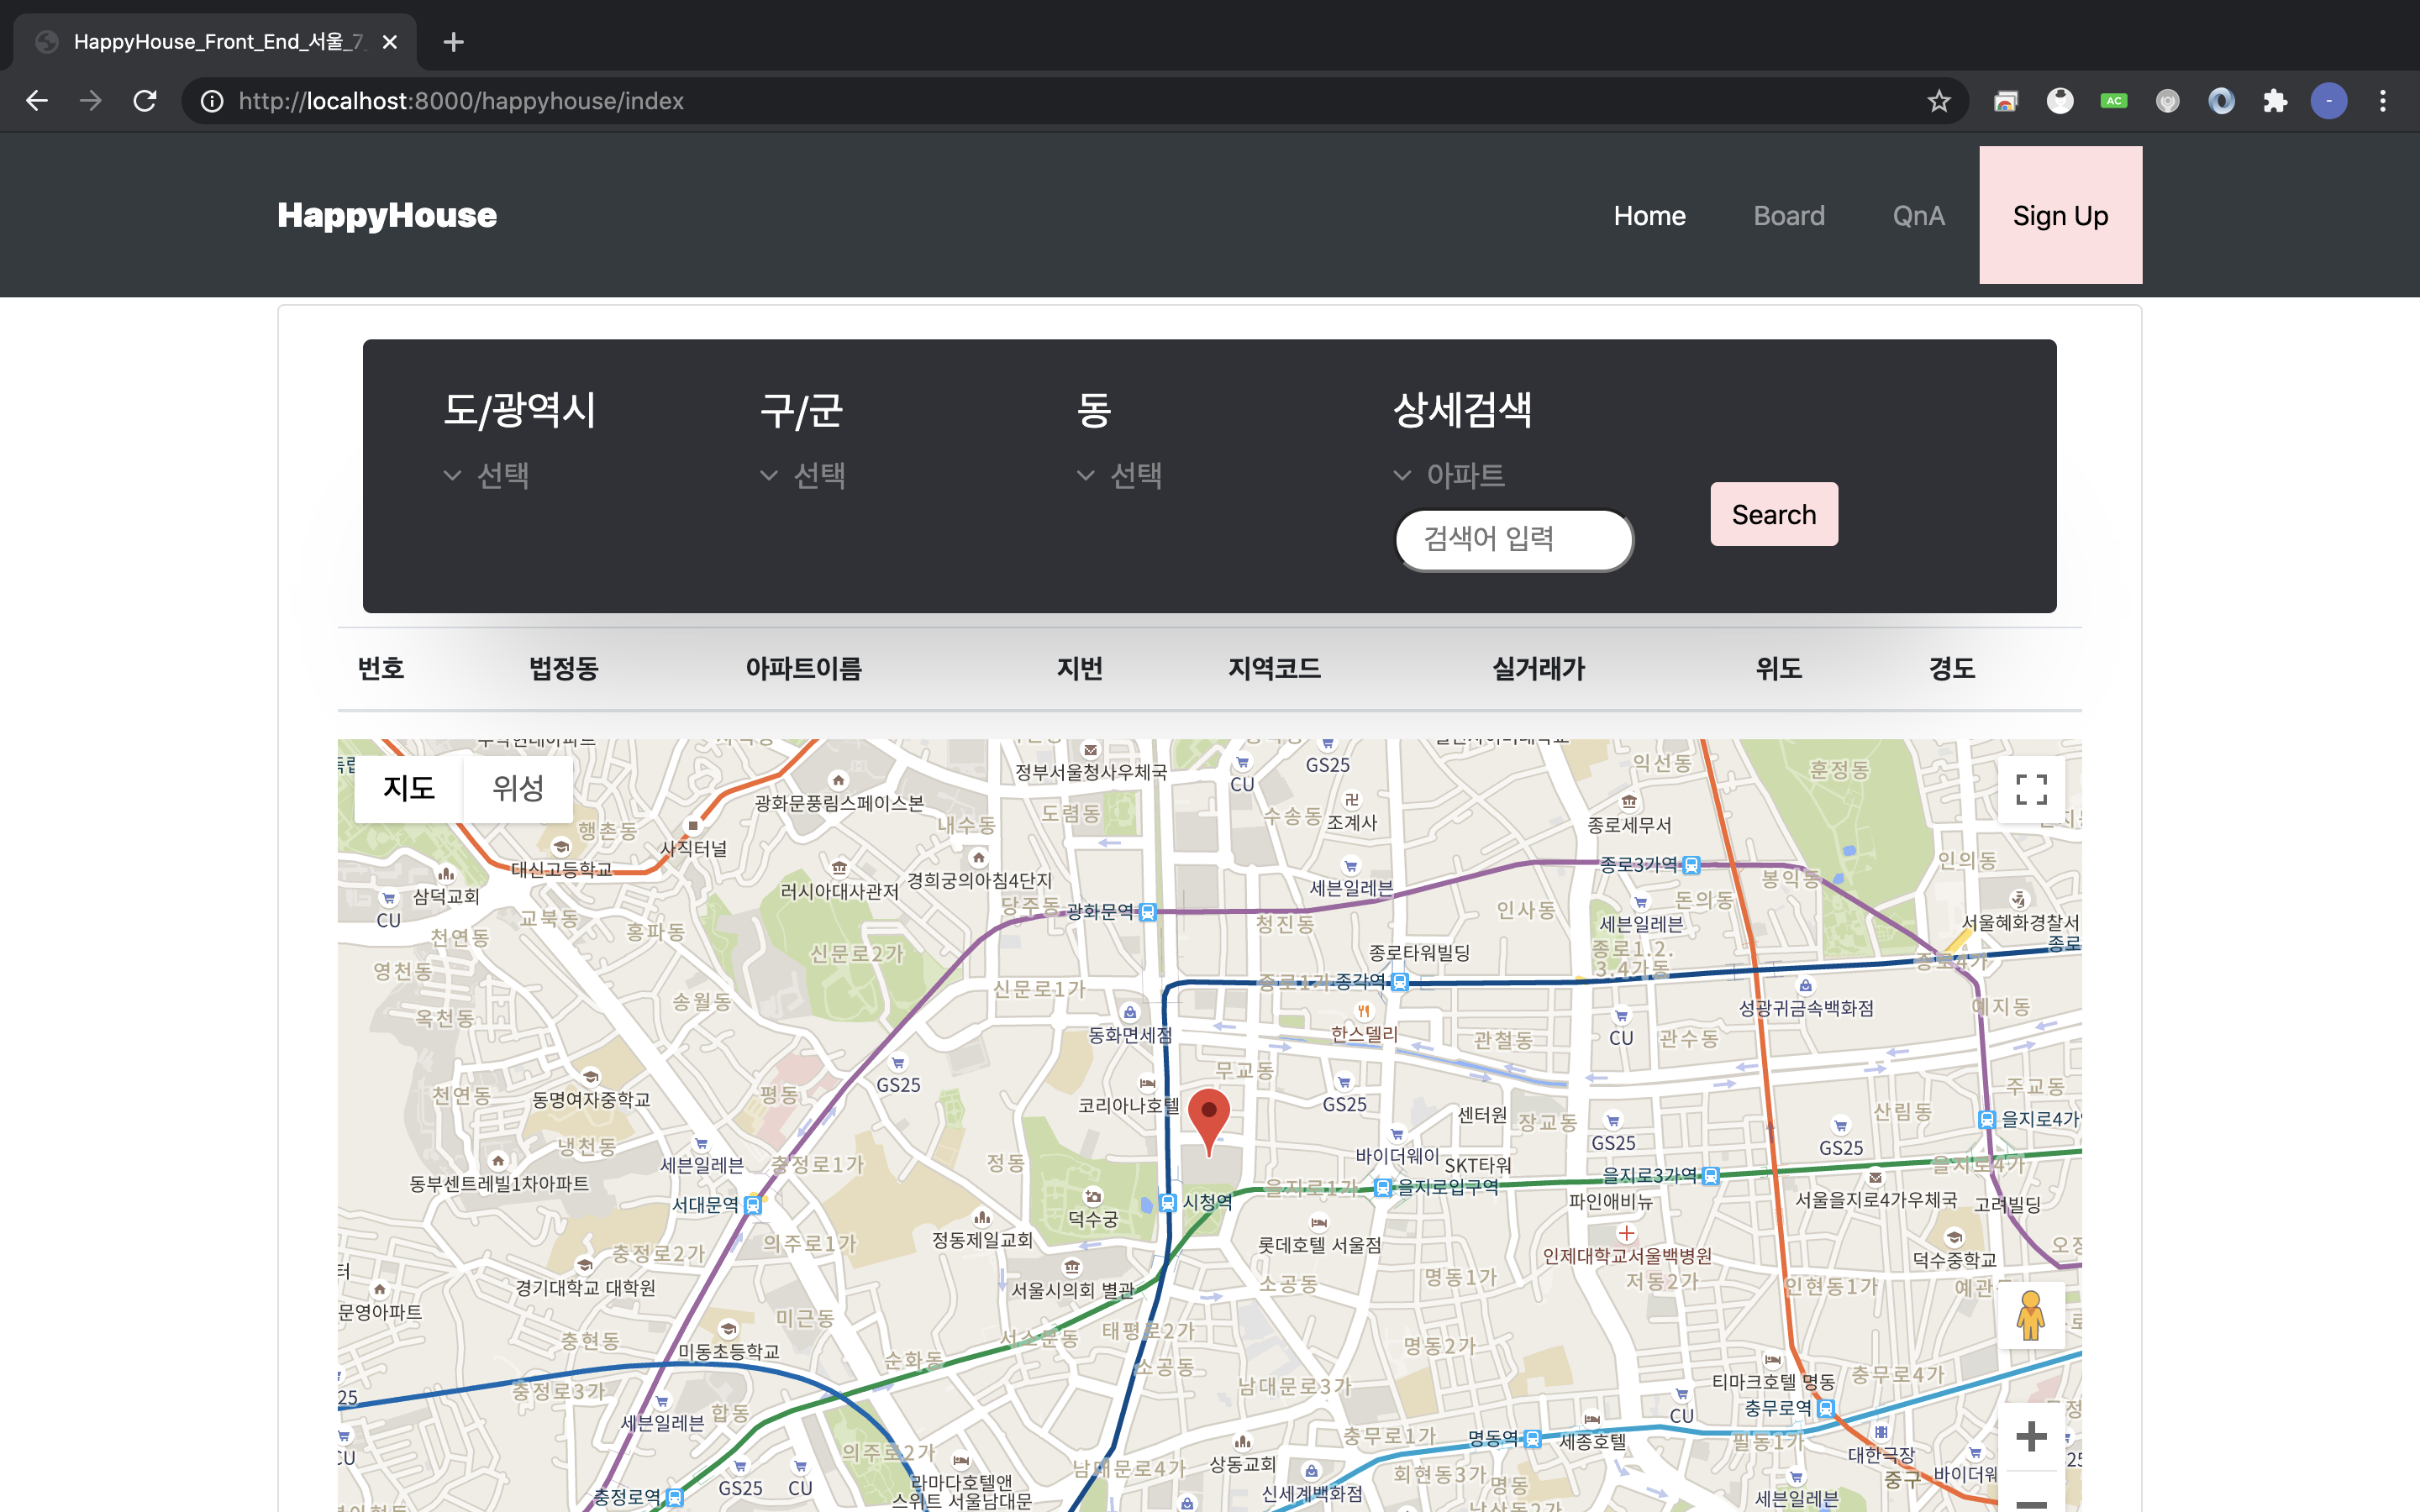 HappyHouse_Front_End_서울_7
http://localhost:8000/happyhouse/index
AC
-
HappyHouse
Home Board QnA Sign Up
도/광역시 구/군 동 상세검색
선택 선택 선택 아파트
검색어 입력
Search
번호 법정동 아파트이름 지번 지역코드 실거래가 위도 경도
지도 위성
정부서울청사우체국
GS25
CU
익선동
훈정동
광화문풍림스페이스본
도렴동
수송동
조계사
내수동
행촌동
종로세무서
사직터널
대신고등학교
인의동
종로3가역
봉익동
러시아대사관저
경희궁의아침4단지
세븐일레븐
삼덕교회
CU
당주동
광화문역
교북동
천연동
홍파동
청진동
인사동
돈의동
세븐일레븐
서울혜화경찰서
종로
종로타워빌딩
종로1.2.
3.4가동
종로4가
신문로2가
영천동
송월동
신문로1가
종로1가
종각역
성광귀금속백화점
예지동
옥천동
동화면세점
한스델리
관철동
CU
관수동
천연동
동명여자중학교
평동
GS25
무교동
코리아나호텔
GS25
센터원
장교동
GS25
산림동
주교동
을지로4가
GS25
냉천동
세븐일레븐
충정로1가
정동
바이더웨이
SKT타워
을지로3가역
을지로4가
동부센트레빌1차아파트
서대문역
덕수궁
시청역
을지로1가
을지로입구역
파인애비뉴
서울을지로4가우체국
고려빌딩
정동제일교회
롯데호텔 서울점
인제대학교서울백병원
덕수중학교
충정로2가
의주로1가
경기대학교 대학원
서울시의회 별관
소공동
명동1가
저동2가
인현동1가
예관
문영아파트
미근동
충현동
미동초등학교
순화동
서소문동
태평로2가
소공동
명동2가
티마크호텔 명동
충무로4가
25
충정로3가
세븐일레븐
합동
남대문로3가
CU
충무로역
명동역
세종호텔
충무로1가
필동1가
대한극장
중구
바이더웨
CU
의주로2가
남대문로4가
상동교회
회현동3가
명동
충정로역
GS25
CU
라마다호텔앤
스위트 서울남대문
신세계백화점
남산동2가
세븐일레븐